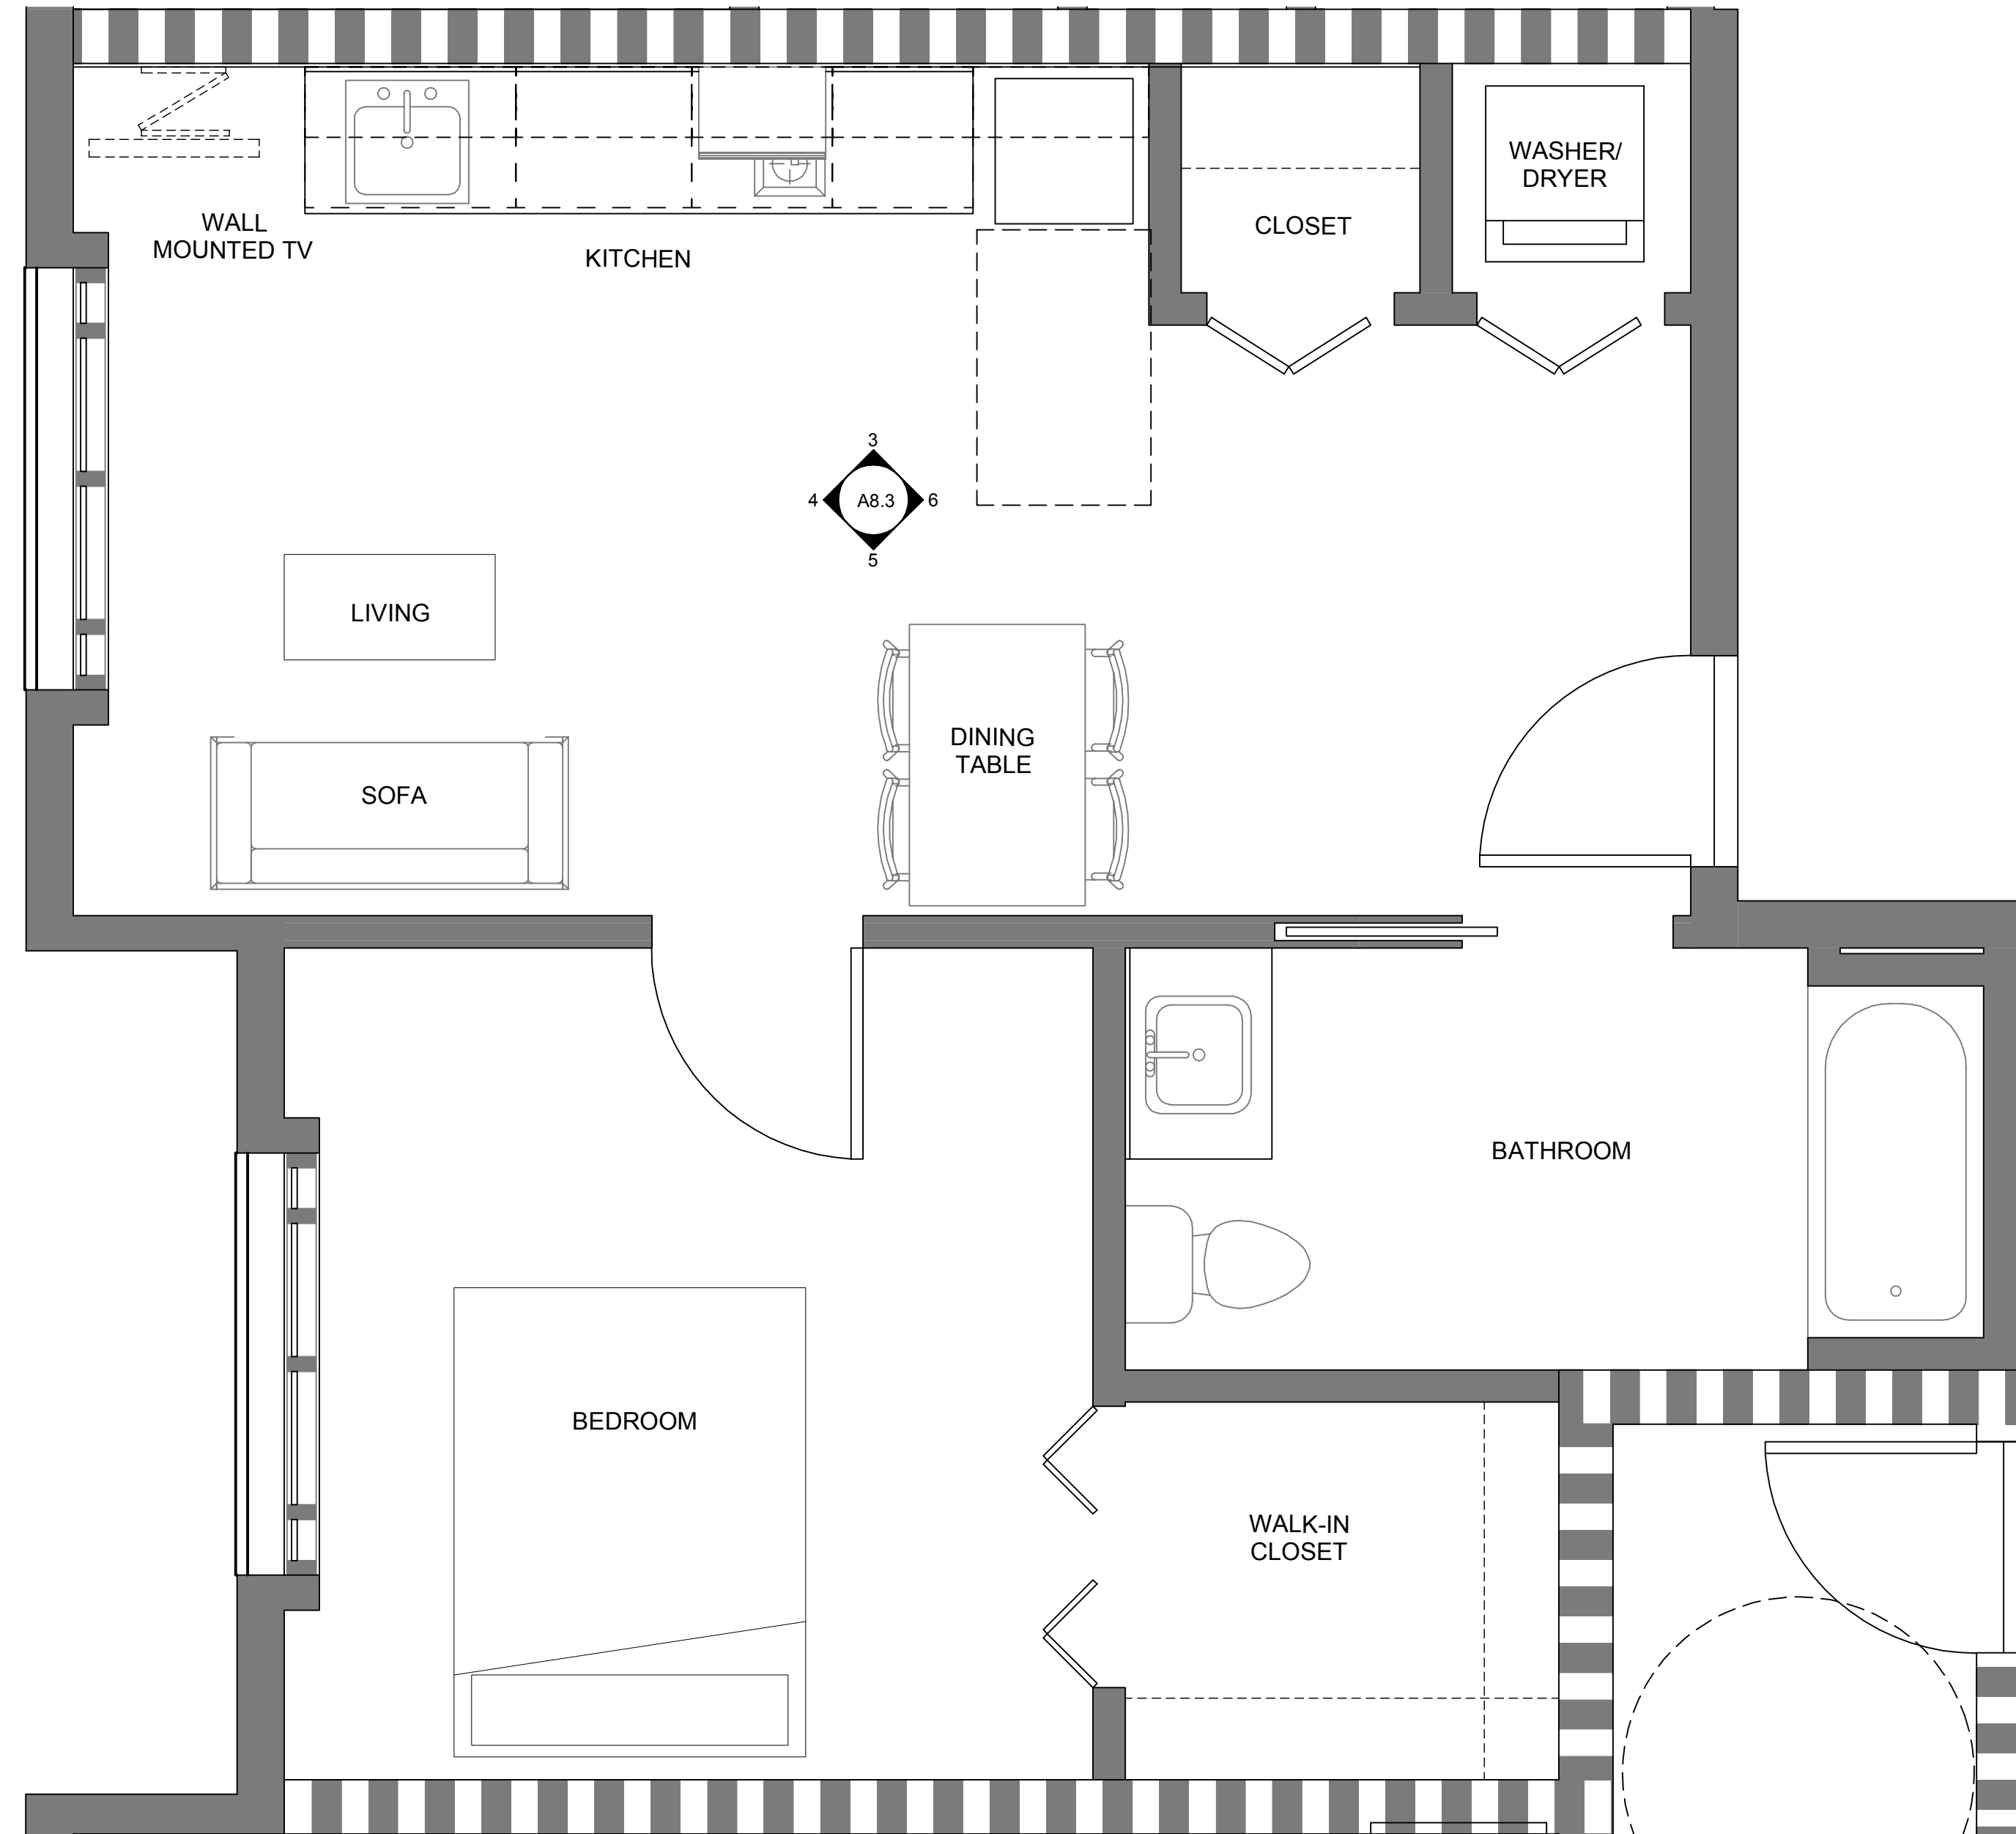 WASHER/
DRYER
WALL
MOUNTED TV
KITCHEN
CLOSET
3
4
A8.3
6
5
LIVING
DINING
TABLE
SOFA
BATHROOM
BEDROOM
WALK-IN
CLOSET